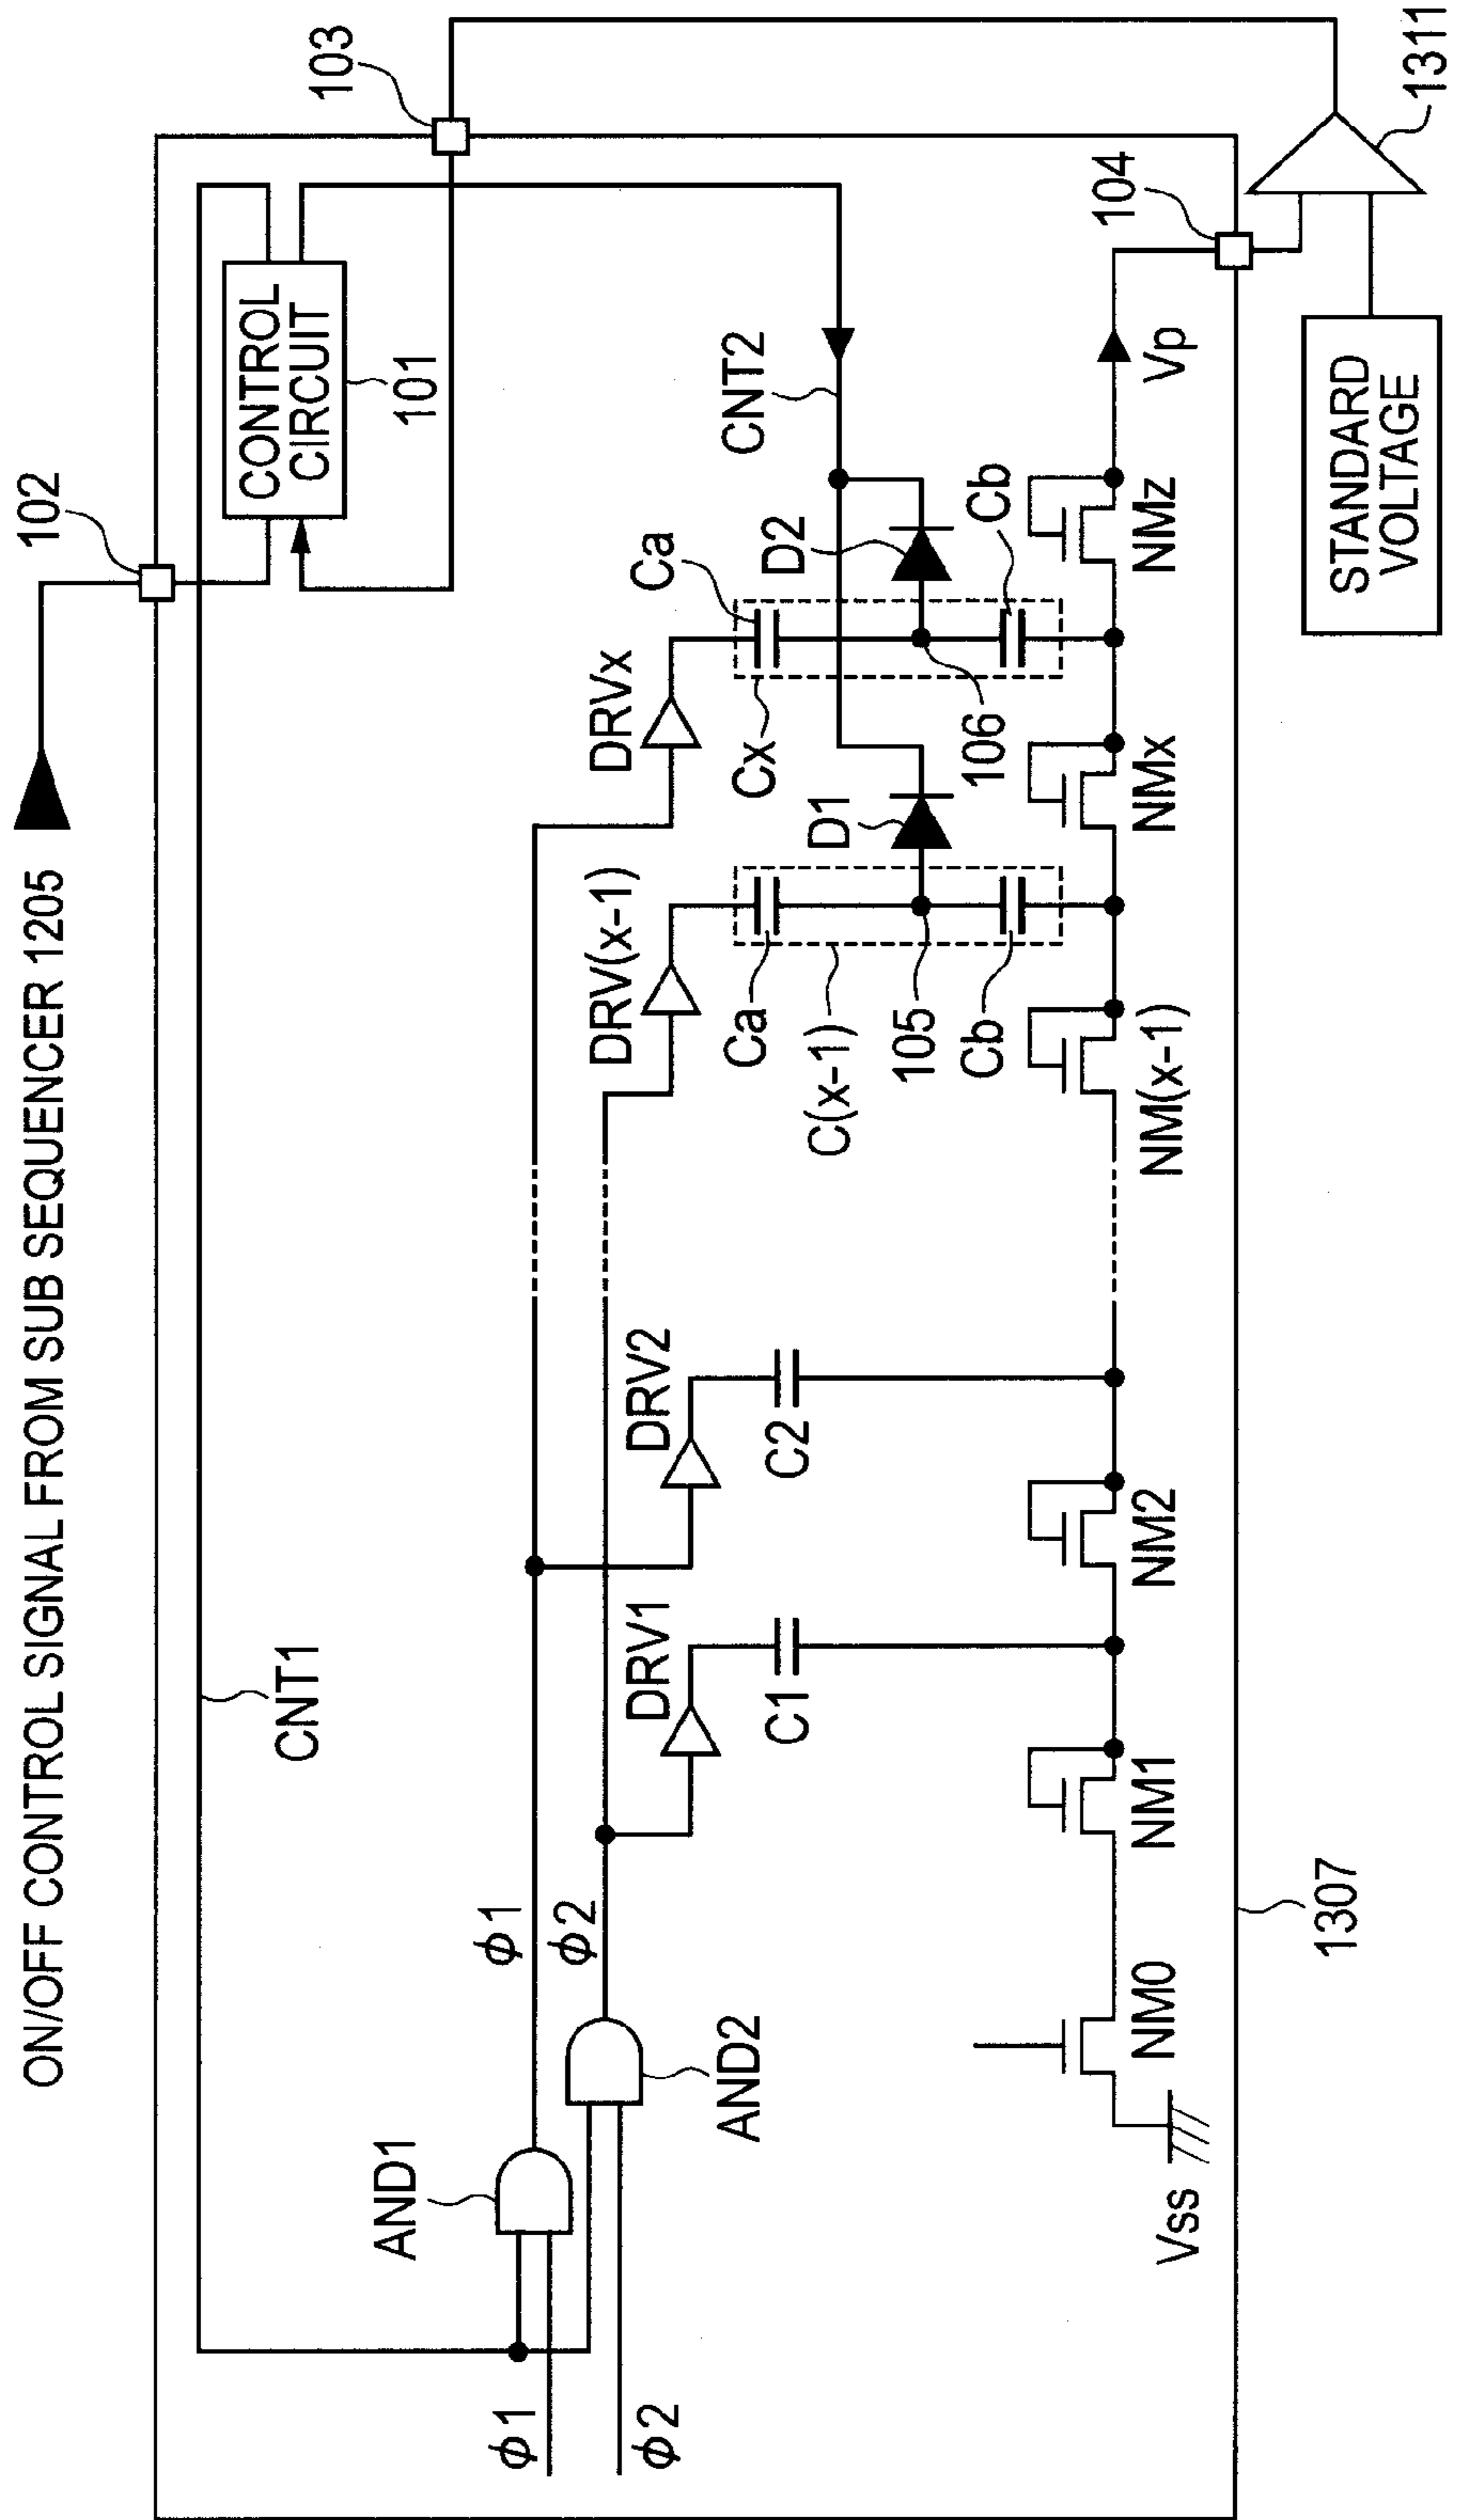 ON/OFF CONTROL SIGNAL FROM SUB SEQUENCER 1205
102
103
CNT1
CONTROL
CIRCUIT
101
AND1
φ1
φ1
φ2
φ2
AND2
DRV1
DRV2
DRV(x-1)
DRVx
C1
C2
Ca
C(x-1)
105
Cb
D1
Cx
Ca
106
D2
Cb
CNT2
Vss
NM0
NM1
NM2
NM(x-1)
NMx
NMz
Vp
104
1307
STANDARD
VOLTAGE
1311